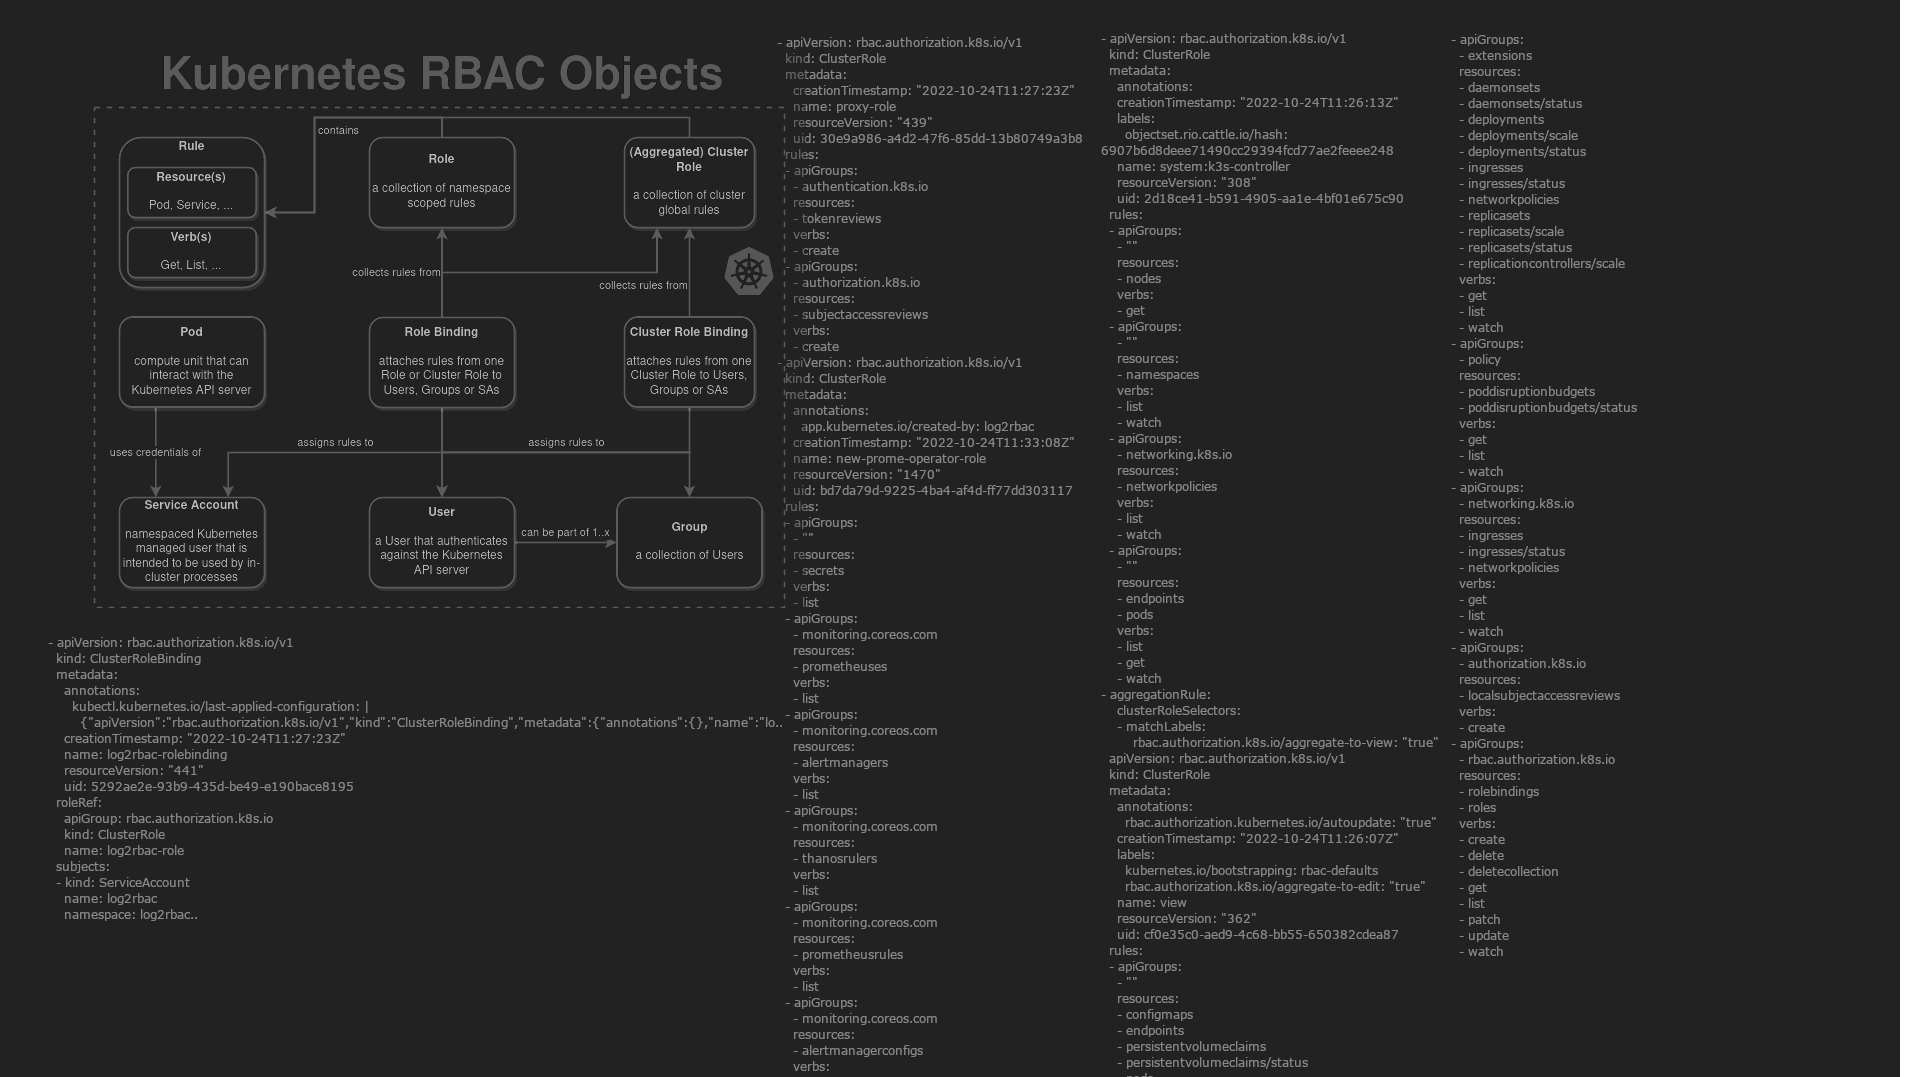 Kubernetes RBAC Objects
contains
Rule
Resource(s)
Pod, Service, ...
Verb(s)
Get, List, ...
Role
a collection of namespace
scoped rules
(Aggregated) Cluster
Role
a collection of cluster
global rules
collects rules from
collects rules from
Pod
compute unit that can
interact with the
Kubernetes API server
Role Binding
attaches rules from one
Role or Cluster Role to
Users, Groups or SAs
Cluster Role Binding
attaches rules from one
Cluster Role to Users,
Groups or SAs
uses credentials of
assigns rules to
assigns rules to
Service Account
namespaced Kubernetes
managed user that is
intended to be used by in-
cluster processes
User
a User that authenticates
against the Kubernetes
API server
can be part of 1..x
Group
a collection of Users
- apiVersion: rbac.authorization.k8s.io/v1
kind: ClusterRoleBinding
metadata:
annotations:
kubectl.kubernetes.io/last-applied-configuration: |
{"apiVersion":"rbac.authorization.k8s.io/v1","kind":"ClusterRoleBinding","metadata":{"annotations":{},"name":"lo..
creationTimestamp: "2022-10-24T11:27:23Z"
name: log2rbac-rolebinding
resourceVersion: "441"
uid: 5292ae2e-93b9-435d-be49-e190bace8195
roleRef:
apiGroup: rbac.authorization.k8s.io
kind: ClusterRole
name: log2rbac-role
subjects:
- kind: ServiceAccount
name: log2rbac
namespace: log2rbac..
- apiVersion: rbac.authorization.k8s.io/v1
kind: ClusterRole
metadata:
creationTimestamp: "2022-10-24T11:27:23Z"
name: proxy-role
resourceVersion: "439"
uid: 30e9a986-a4d2-47f6-85dd-13b80749a3b8
rules:
- apiGroups:
- authentication.k8s.io
resources:
- tokenreviews
verbs:
- create
- apiGroups:
- authorization.k8s.io
resources:
- subjectaccessreviews
verbs:
- create
- apiVersion: rbac.authorization.k8s.io/v1
kind: ClusterRole
metadata:
annotations:
app.kubernetes.io/created-by: log2rbac
creationTimestamp: "2022-10-24T11:33:08Z"
name: new-prome-operator-role
resourceVersion: "1470"
uid: bd7da79d-9225-4ba4-af4d-ff77dd303117
rules:
- apiGroups:
- ""
resources:
- secrets
verbs:
- list
- apiGroups:
- monitoring.coreos.com
resources:
- prometheuses
verbs:
- list
- apiGroups:
- monitoring.coreos.com
resources:
- alertmanagers
verbs:
- list
- apiGroups:
- monitoring.coreos.com
resources:
- thanosrulers
verbs:
- list
- apiGroups:
- monitoring.coreos.com
resources:
- prometheusrules
verbs:
- list
- apiGroups:
- monitoring.coreos.com
resources:
- alertmanagerconfigs
verbs:
- apiVersion: rbac.authorization.k8s.io/v1
kind: ClusterRole
metadata:
annotations:
creationTimestamp: "2022-10-24T11:26:13Z"
labels:
objectset.rio.cattle.io/hash:
6907b6d8deee71490cc29394fcd77ae2feeee248
name: system:k3s-controller
resourceVersion: "308"
uid: 2d18ce41-b591-4905-aa1e-4bf01e675c90
rules:
- apiGroups:
- ""
resources:
- nodes
verbs:
- get
- apiGroups:
- ""
resources:
- namespaces
verbs:
- list
- watch
- apiGroups:
- networking.k8s.io
resources:
- networkpolicies
verbs:
- list
- watch
- apiGroups:
- ""
resources:
- endpoints
- pods
verbs:
- list
- get
- watch
- aggregationRule:
clusterRoleSelectors:
- matchLabels:
rbac.authorization.k8s.io/aggregate-to-view: "true"
apiVersion: rbac.authorization.k8s.io/v1
kind: ClusterRole
metadata:
annotations:
rbac.authorization.kubernetes.io/autoupdate: "true"
creationTimestamp: "2022-10-24T11:26:07Z"
labels:
kubernetes.io/bootstrapping: rbac-defaults
rbac.authorization.k8s.io/aggregate-to-edit: "true"
name: view
resourceVersion: "362"
uid: cf0e35c0-aed9-4c68-bb55-650382cdea87
rules:
- apiGroups:
- ""
resources:
- configmaps
- endpoints
- persistentvolumeclaims
- persistentvolumeclaims/status
- apiGroups:
- extensions
resources:
- daemonsets
- daemonsets/status
- deployments
- deployments/scale
- deployments/status
- ingresses
- ingresses/status
- networkpolicies
- replicasets
- replicasets/scale
- replicasets/status
- replicationcontrollers/scale
verbs:
- get
- list
- watch
- apiGroups:
- policy
resources:
- poddisruptionbudgets
- poddisruptionbudgets/status
verbs:
- get
- list
- watch
- apiGroups:
- networking.k8s.io
resources:
- ingresses
- ingresses/status
- networkpolicies
verbs:
- get
- list
- watch
- apiGroups:
- authorization.k8s.io
resources:
- localsubjectaccessreviews
verbs:
- create
- apiGroups:
- rbac.authorization.k8s.io
resources:
- rolebindings
- roles
verbs:
- create
- delete
- deletecollection
- get
- list
- patch
- update
- watch